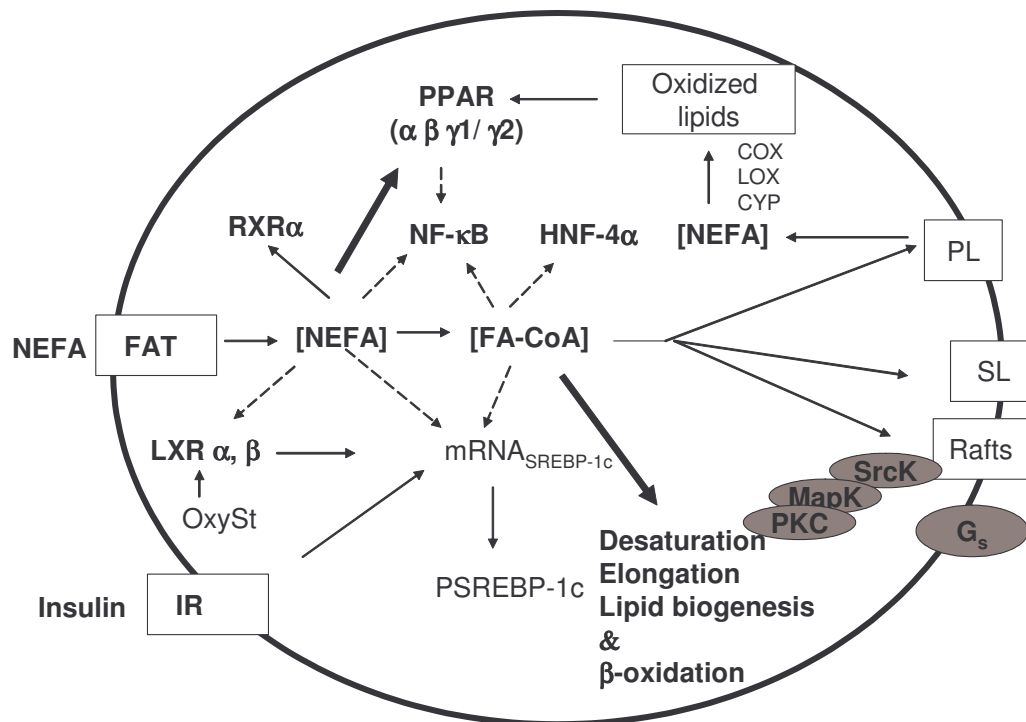 PPAR
(α β γ1/ γ2)
Oxidized
lipids
COX
LOX
CYP
RXRα
NF-κB
HNF-4α
[NEFA]
PL
NEFA
FAT
[NEFA]
[FA-CoA]
SL
LXR α, β
mRNA SREBP-1c
Rafts
SrcK
MapK
PKC
OxySt
Gs
Desaturation
Elongation
Lipid biogenesis
&
β-oxidation
PSREBP-1c
Insulin
IR